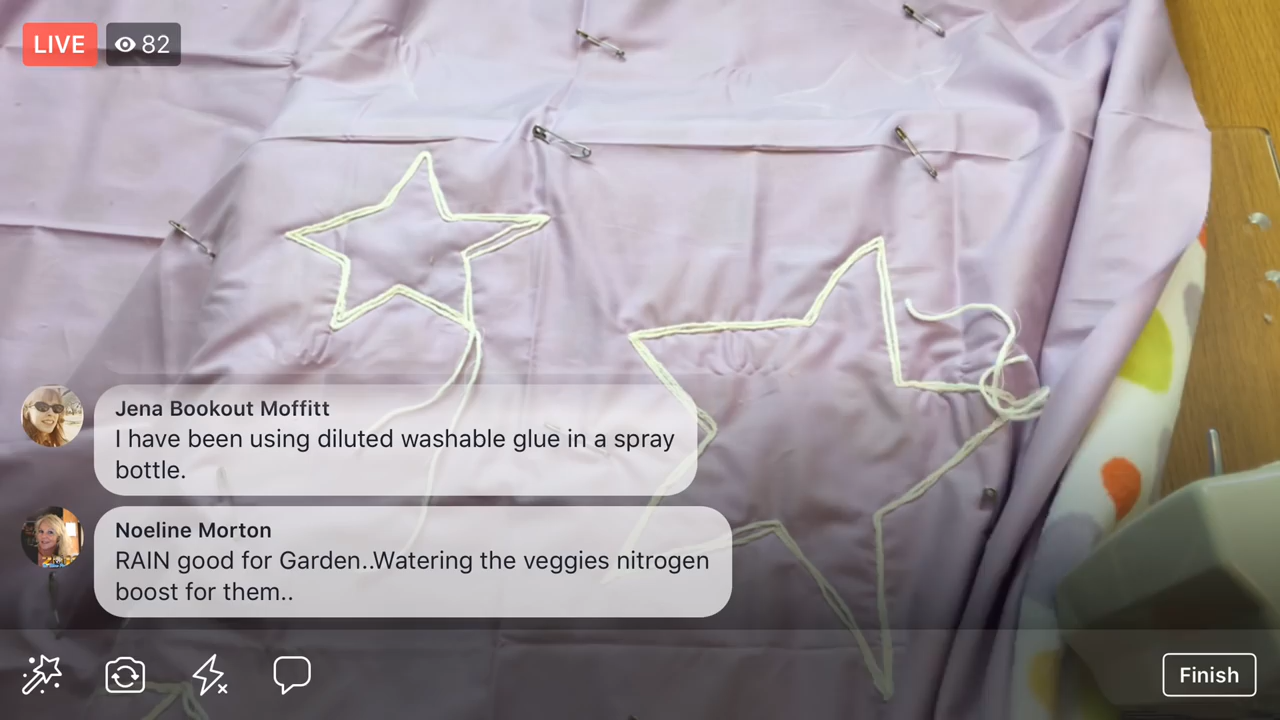 LIVE 82
Jena Bookout Moffitt
I have been using diluted washable glue in a spray
bottle.
Noeline Morton
RAIN good for Garden..Watering the veggies nitrogen
boost for them..
Finish